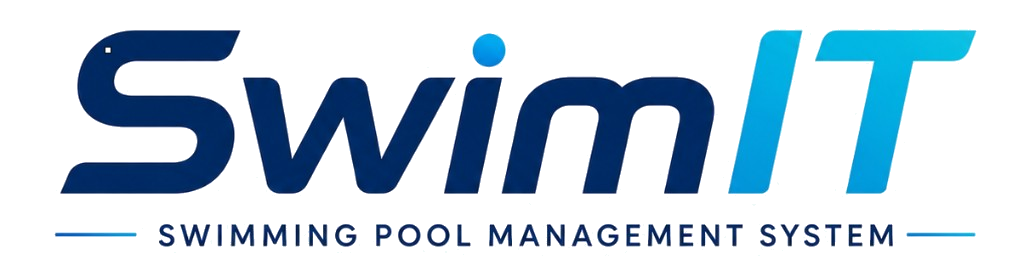 SwimIT
SWIMMING POOL MANAGEMENT SYSTEM